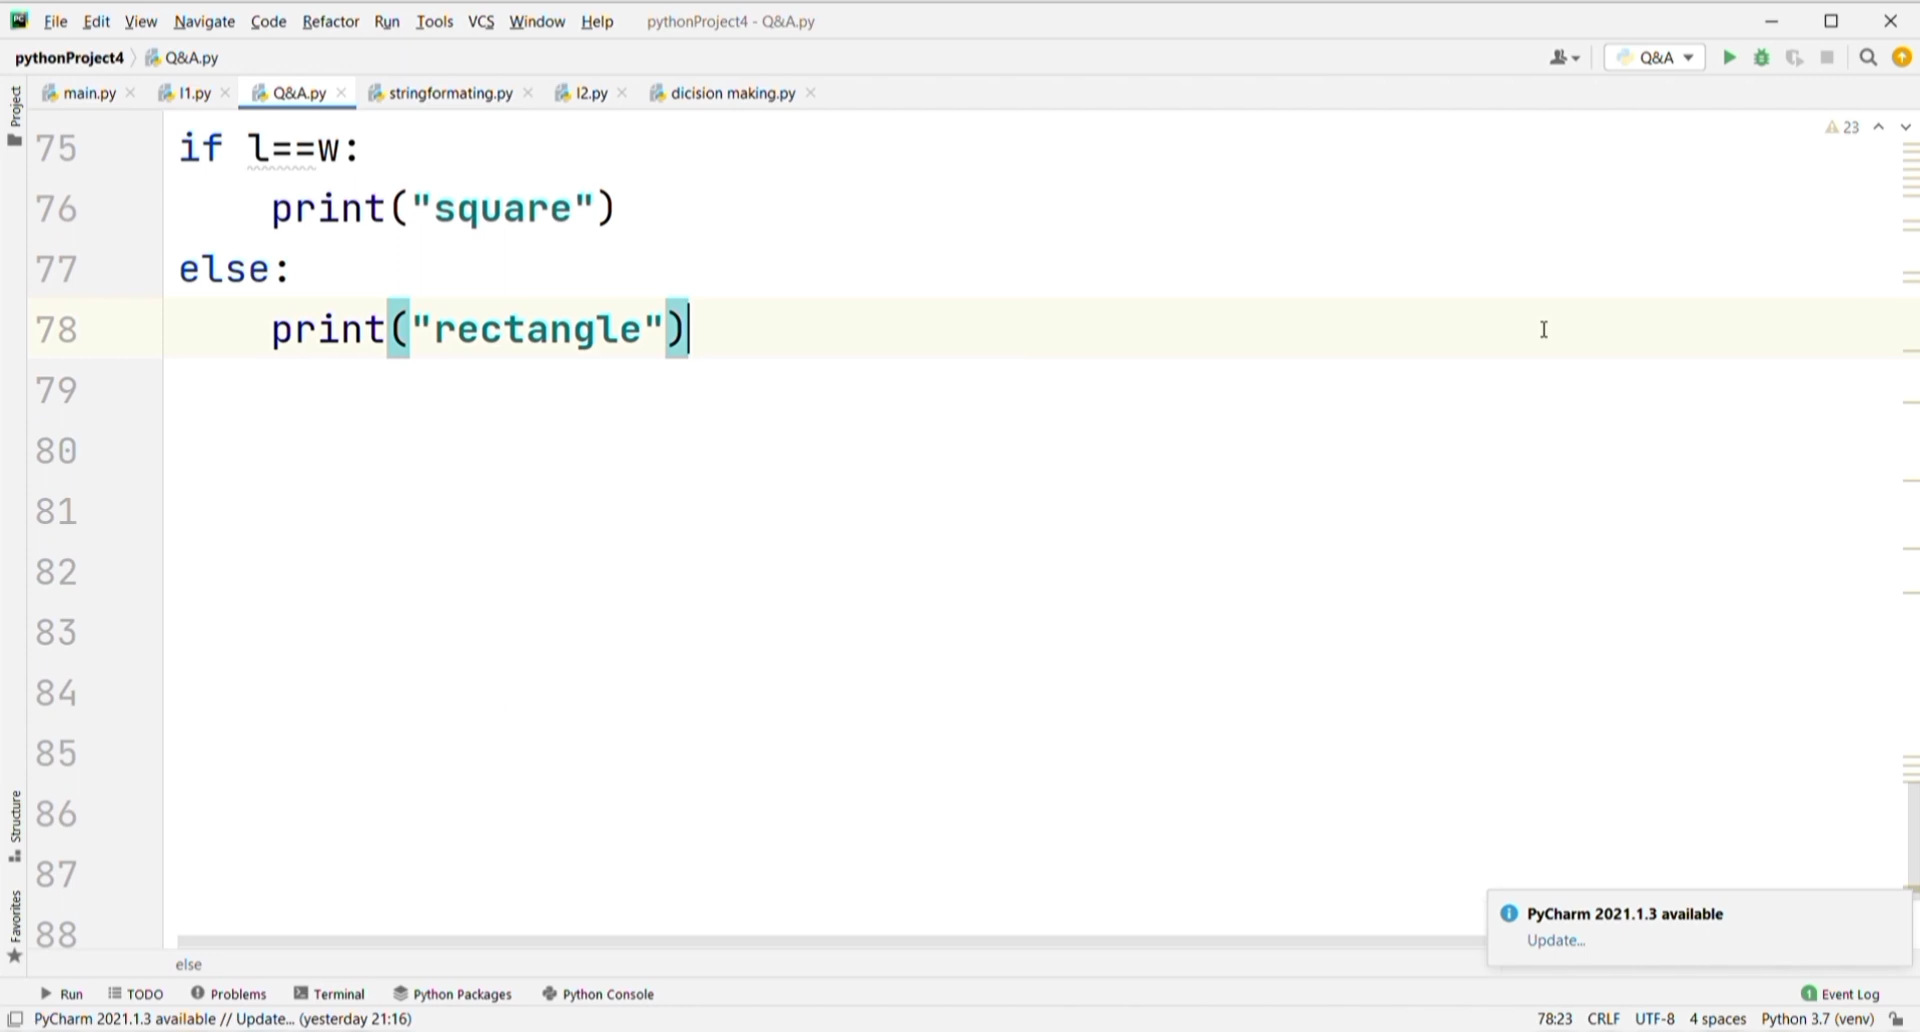 PC File Edit View Navigate Code Refactor Run Tools VCS Window Help pythonProject4 - Q&A.py
pythonProject4 Q&A.py Q&A
main.py l1.py Q&A.py stringformating.py l2.py dicision making.py
Project
23
75 if l==w:
76 print("square")
77 else:
78 print("rectangle")
79
80
81
82
83
84
85
86
87
88
Structure
Favorites
PyCharm 2021.1.3 available
Update...
else
Run TODO Problems Terminal Python Packages Python Console 1 Event Log
PyCharm 2021.1.3 available // Update... (yesterday 21:16) 78:23 CRLF UTF-8 4 spaces Python 3.7 (venv)